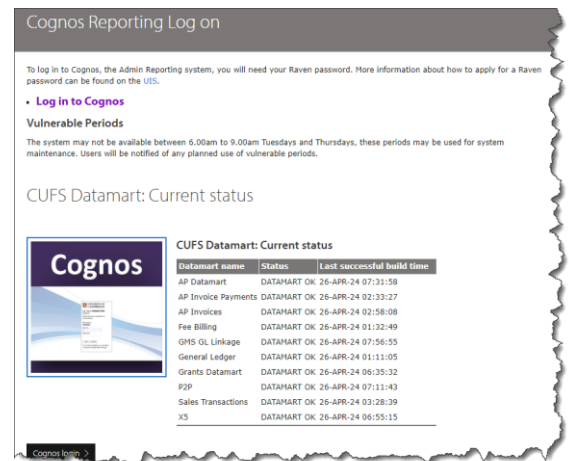 Cognos Reporting Log on
To log in to Cognos, the Admin Reporting system, you will need your Raven password. More information about how to apply for a Raven
password can be found on the UIS.
• Log in to Cognos
Vulnerable Periods
The system may not be available between 6.00am to 9.00am Tuesdays and Thursdays, these periods may be used for system
maintenance. Users will be notified of any planned use of vulnerable periods.
CUFS Datamart: Current status
Cognos
CUFS Datamart: Current status
Datamart name Status Last successful build time
AP Datamart DATAMART OK 26-APR-24 07:31:58
AP Invoice Payments DATAMART OK 26-APR-24 02:33:27
AP Invoices DATAMART OK 26-APR-24 02:58:08
Fee Billing DATAMART OK 26-APR-24 01:32:49
GMS GL Linkage DATAMART OK 26-APR-24 07:56:55
General Ledger DATAMART OK 26-APR-24 01:11:05
Grants Datamart DATAMART OK 26-APR-24 06:35:32
P2P DATAMART OK 26-APR-24 07:11:43
Sales Transactions DATAMART OK 26-APR-24 03:28:39
X5 DATAMART OK 26-APR-24 06:55:15
Cognos login >